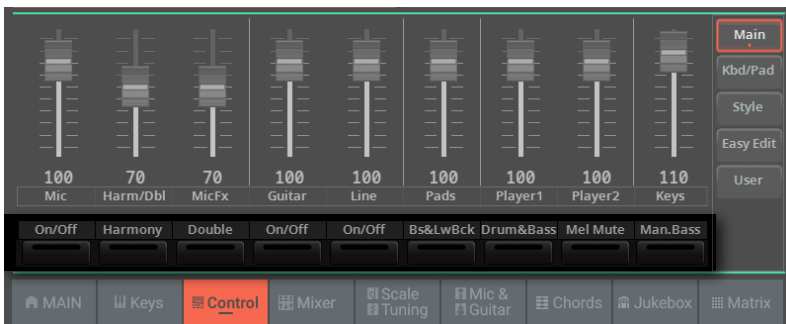 Main
Kbd/Pad
Style
Easy Edit
User
100 70 70 100 100 100 100 100 110
Mic Harm/Dbl MicFx Guitar Line Pads Player1 Player2 Keys
On/Off Harmony Double On/Off On/Off Bs&LwBck Drum&Bass Mel Mute Man.Bass
MAIN Keys Control Mixer Scale Tuning Mic & Guitar Chords Jukebox Matrix